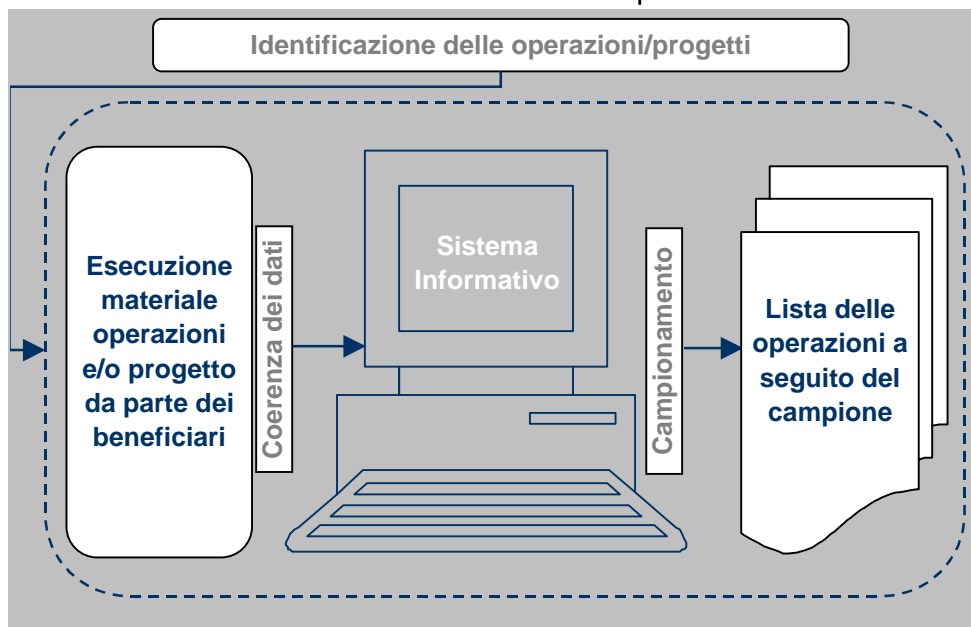 Identificazione delle operazioni/progetti
Esecuzione
materiale
operazioni
e/o progetto
da parte dei
beneficiari
Coerenza dei dati
Sistema
Informativo
Campionamento
Lista delle
operazioni a
seguito del
campione